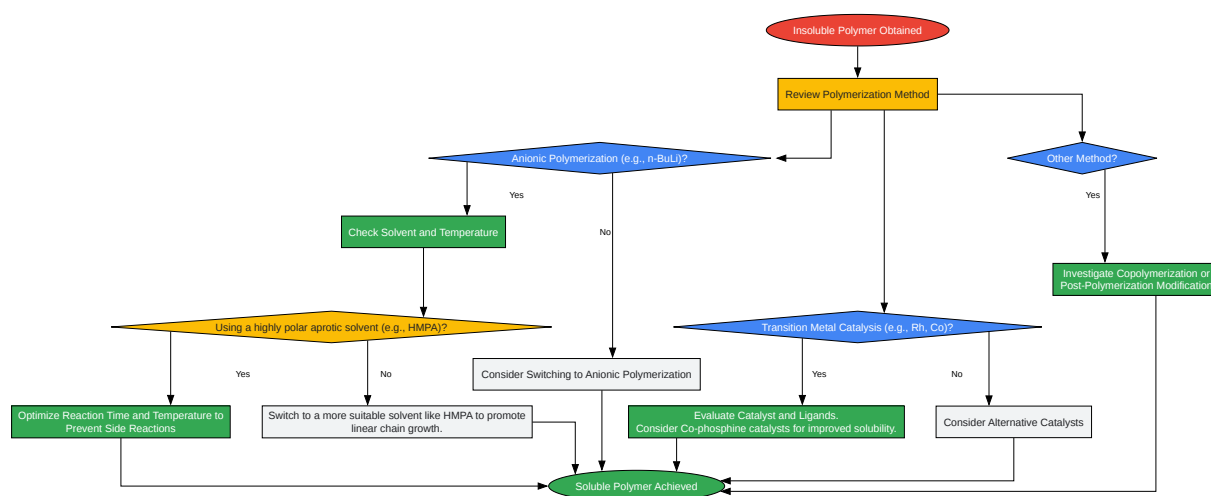 Insoluble Polymer Obtained
Review Polymerization Method
Anionic Polymerization (e.g., n-BuLi)?
Other Method?
Yes
Yes
Check Solvent and Temperature
No
Investigate Copolymerization or
Post-Polymerization Modification
Using a highly polar aprotic solvent (e.g., HMPA)?
Transition Metal Catalysis (e.g., Rh, Co)?
Consider Switching to Anionic Polymerization
Yes
No
Yes
No
Optimize Reaction Time and Temperature to
Prevent Side Reactions
Switch to a more suitable solvent like HMPA to promote
linear chain growth.
Evaluate Catalyst and Ligands.
Consider Co-phosphine catalysts for improved solubility.
Consider Alternative Catalysts
Soluble Polymer Achieved